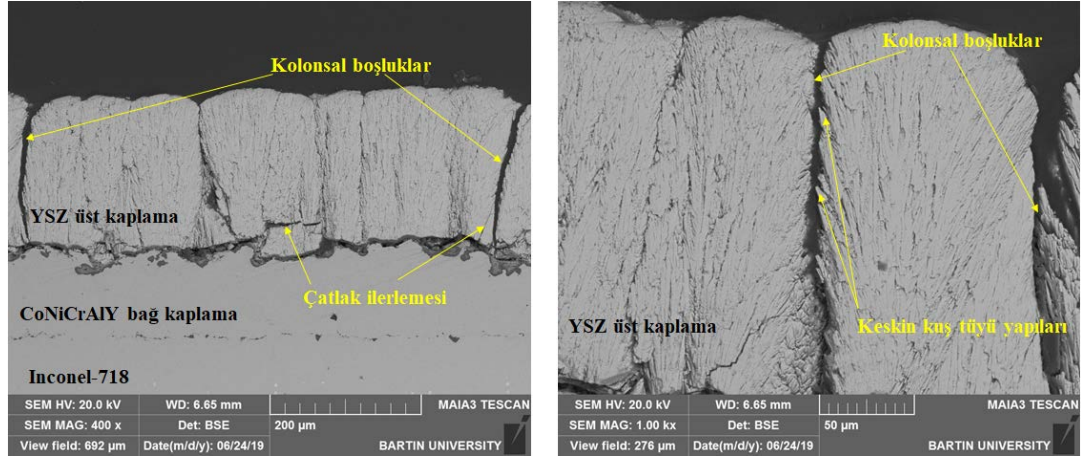 Kolonsal boşluklar
YSZ üst kaplama
Çatlak ilerlemesi
CoNiCrAlY bağ kaplama
Inconel-718
SEM HV: 20.0 kV
WD: 6.65 mm
MAIA3 TESCAN
SEM MAG: 400 x
Det: BSE
200 µm
View field: 692 µm
Date(m/d/y): 06/24/19
BARTIN UNIVERSITY
Kolonsal boşluklar
YSZ üst kaplama
Keskin kuş tüyü yapıları
SEM HV: 20.0 kV
WD: 6.65 mm
MAIA3 TESCAN
SEM MAG: 1.00 kx
Det: BSE
50 µm
View field: 276 µm
Date(m/d/y): 06/24/19
BARTIN UNIVERSITY